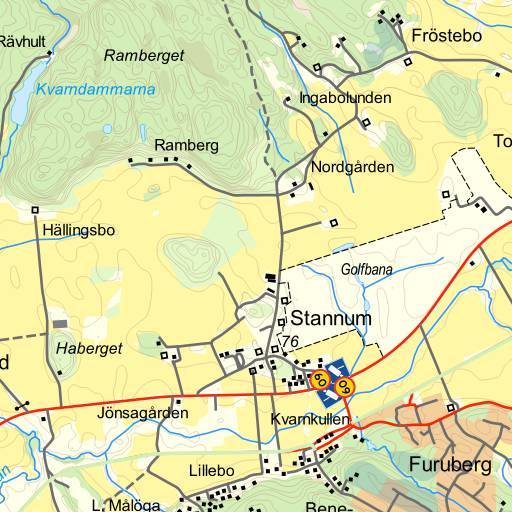 Rävhult
Ramberget
Fröstebo
Kvarndammarna
Ingabolunden
Ramberg
To
Nordgården
Hällingsbo
Golfbana
Stannum
76
Haberget
d
60
60
Jönsagården
Kvarnkullen
Lillebo
Furuberg
L. Målöga
Bene-